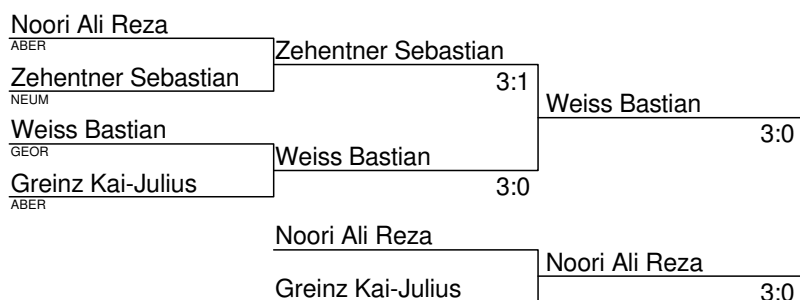 Noori Ali Reza
ABER
Zehentner Sebastian
3:1
Zehentner Sebastian
NEUM
Weiss Bastian
3:0
Weiss Bastian
GEOR
Weiss Bastian
3:0
Greinz Kai-Julius
ABER
Noori Ali Reza
Noori Ali Reza
3:0
Greinz Kai-Julius